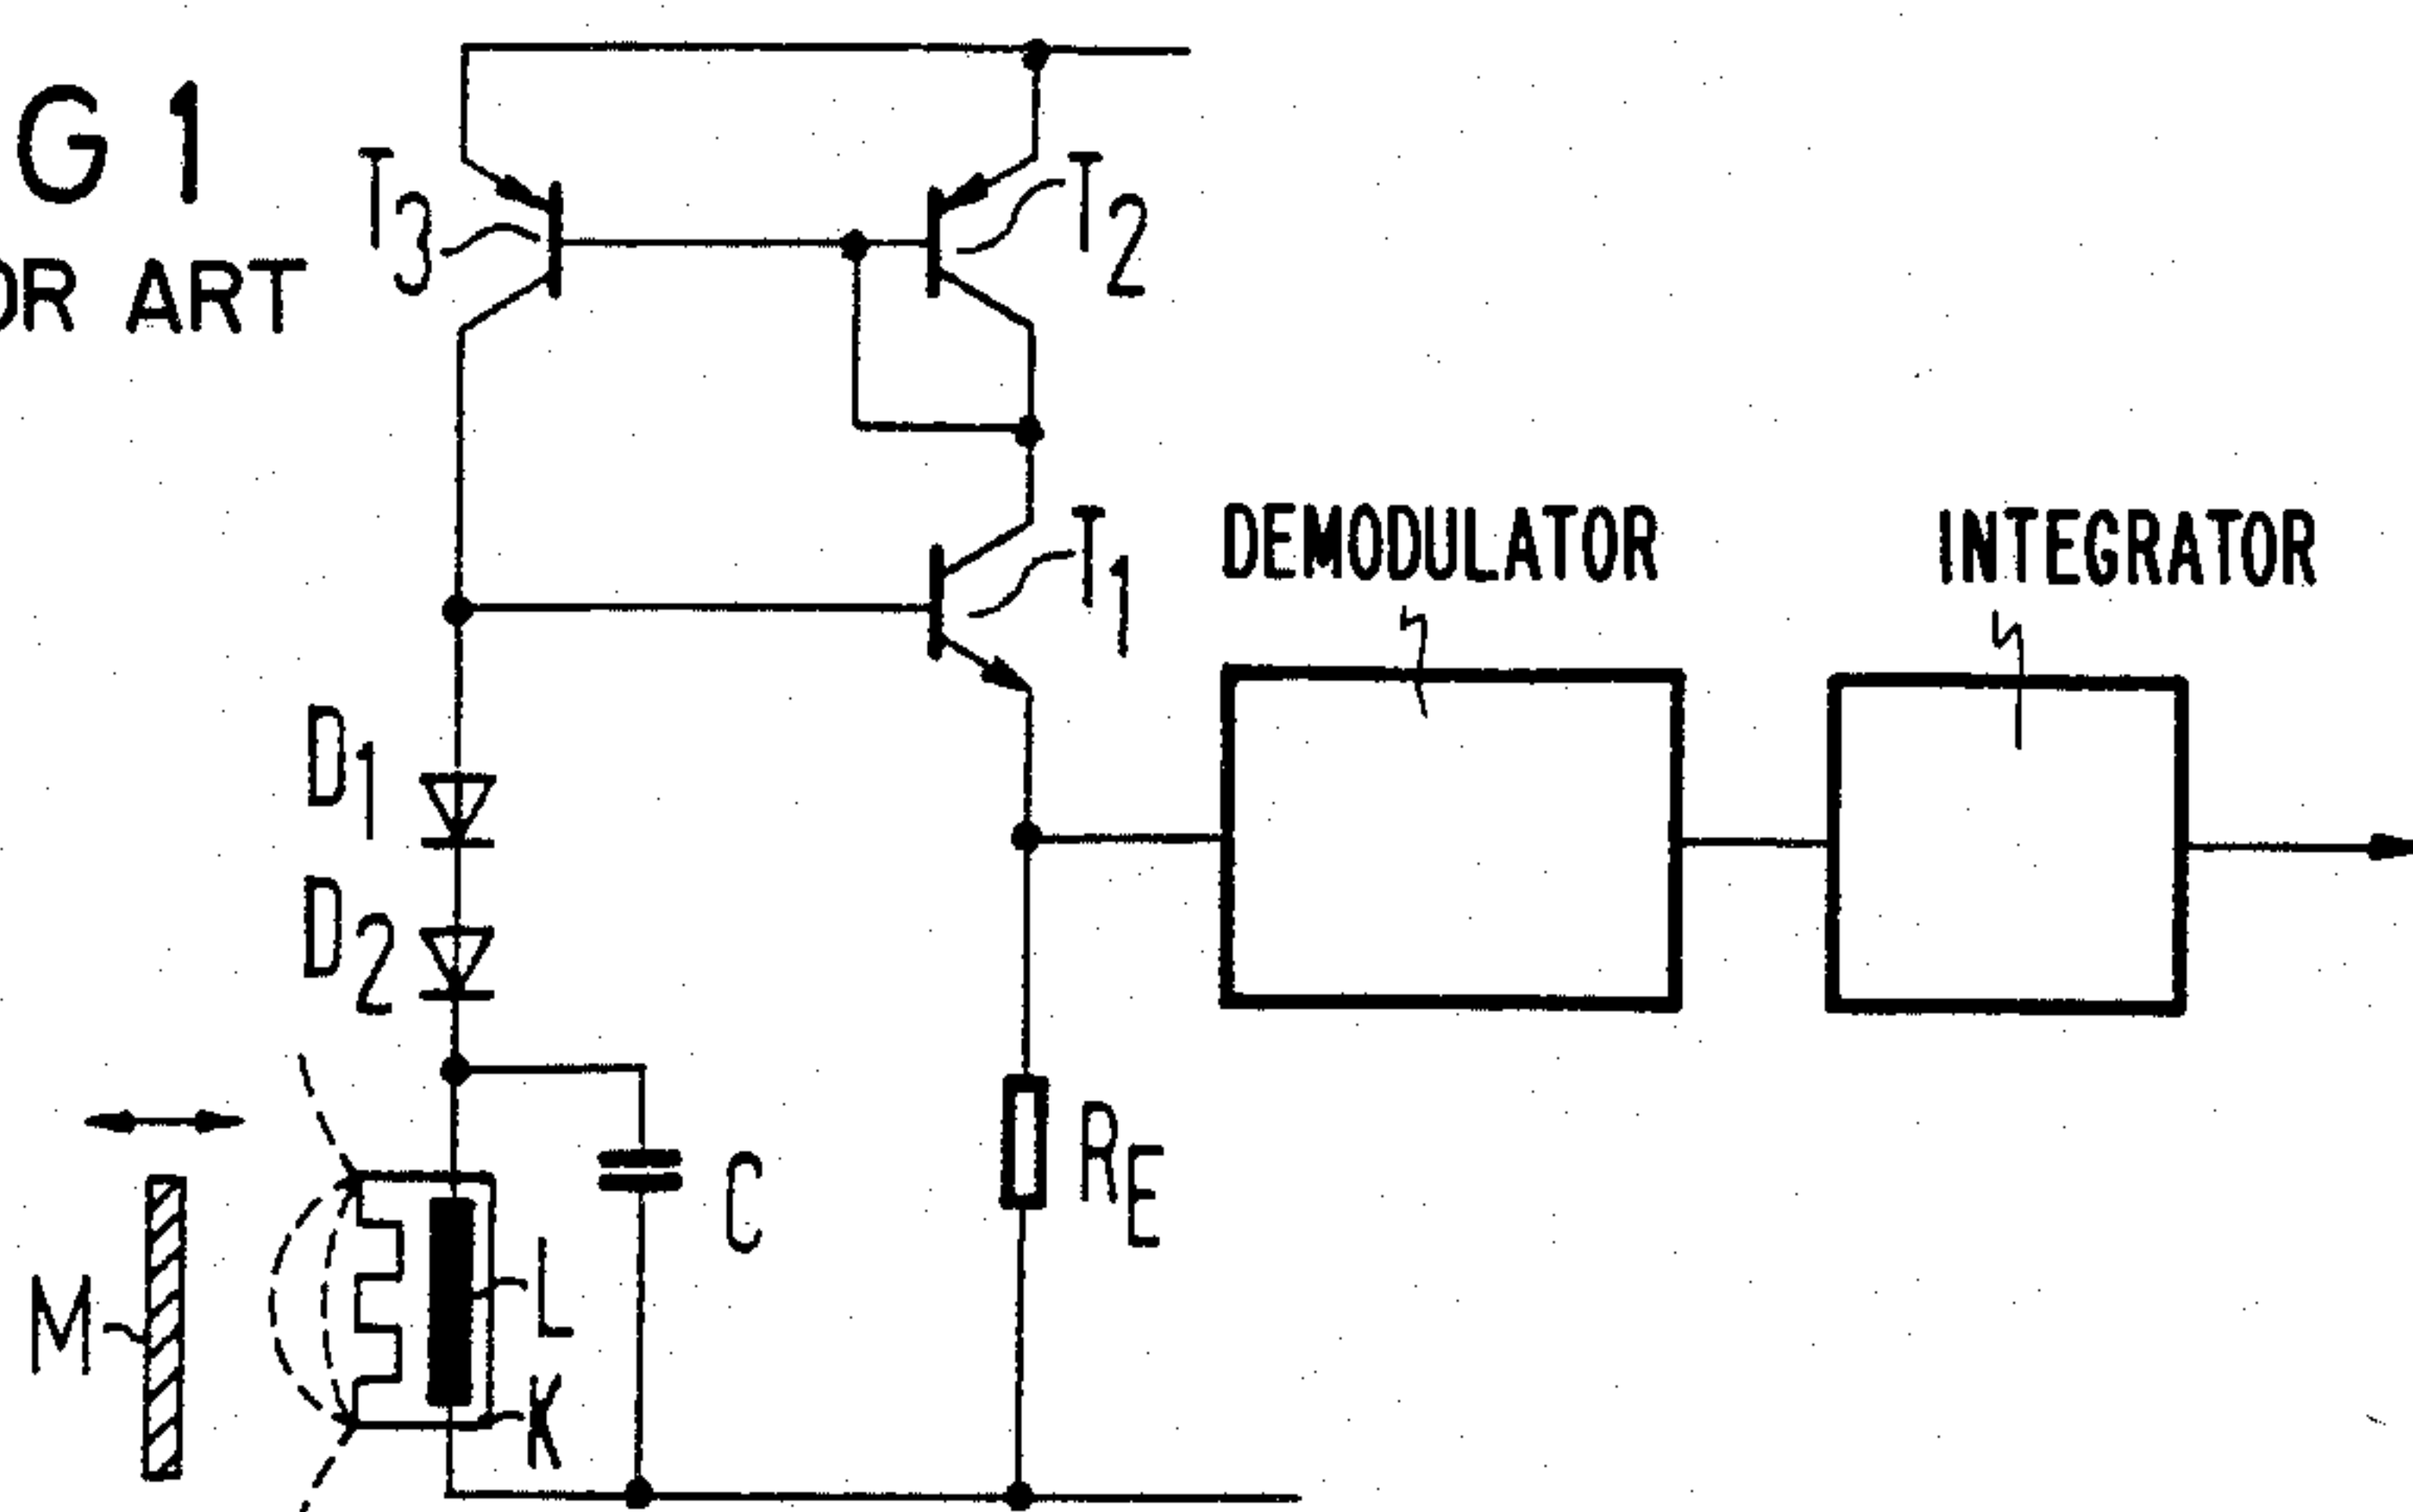 G 1
OR ART
T3
T2
T1
DEMODULATOR
INTEGRATOR
D1
D2
C
RE
M
L
K